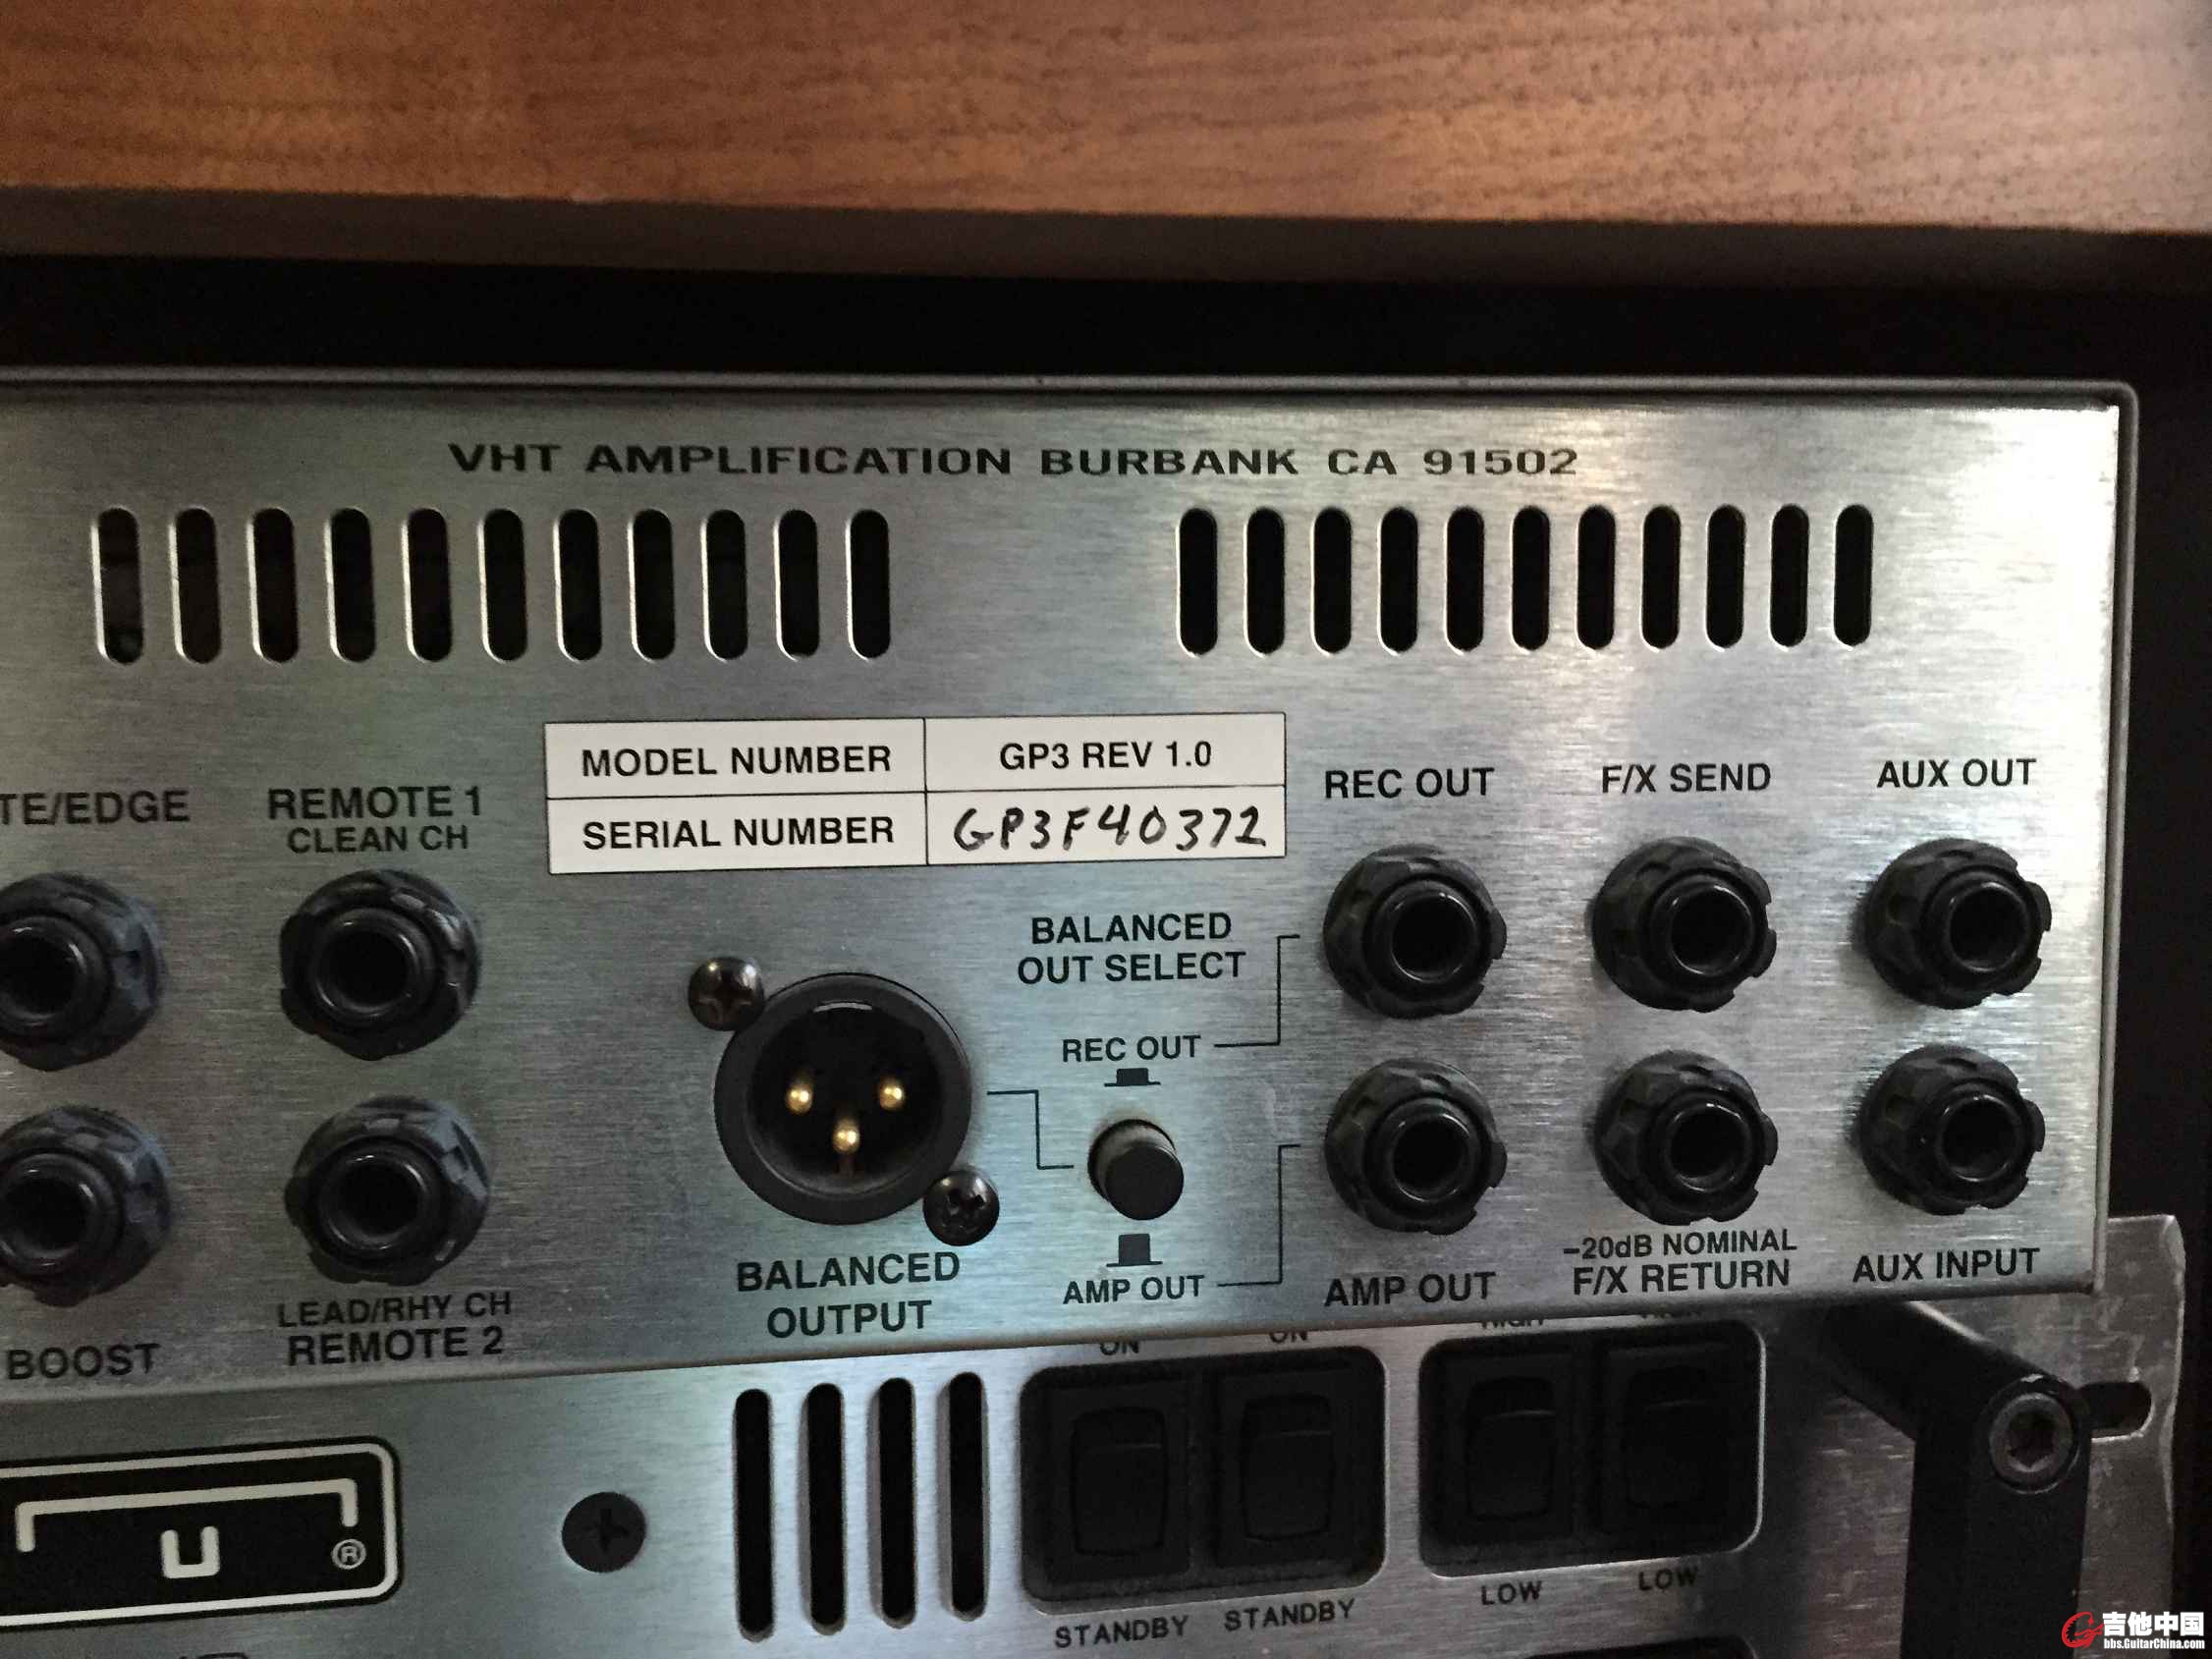 VHT AMPLIFICATION BURBANK CA 91502
MODEL NUMBER GP3 REV 1.0
SERIAL NUMBER GP3F40372
TE/EDGE
REMOTE 1
CLEAN CH
REC OUT
F/X SEND
AUX OUT
BALANCED
OUT SELECT
REC OUT
AMP OUT
BALANCED
OUTPUT
BOOST
LEAD/RHY CH
REMOTE 2
AMP OUT
-20dB NOMINAL
F/X RETURN
AUX INPUT
ON
ON
U
®
STANDBY
STANDBY
LOW
LOW
吉他中国
bbs.GuitarChina.com